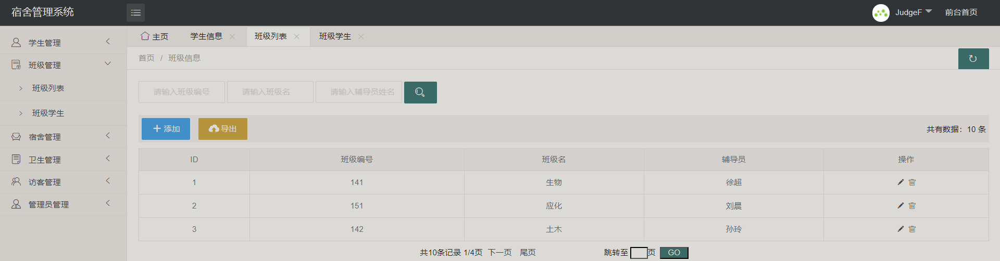 宿舍管理系统
JudgeF 前台首页
学生管理
班级管理
班级列表
班级学生
宿舍管理
卫生管理
访客管理
管理员管理
主页 学生信息 班级列表 班级学生
首页 / 班级信息
请输入班级编号 请输入班级名 请输入辅导员姓名
添加 导出 共有数据：10 条
ID 班级编号 班级名 辅导员 操作
1 141 生物 徐超
2 151 应化 刘晨
3 142 土木 孙玲
共10条记录 1/4页 下一页 尾页 跳转至 页 GO